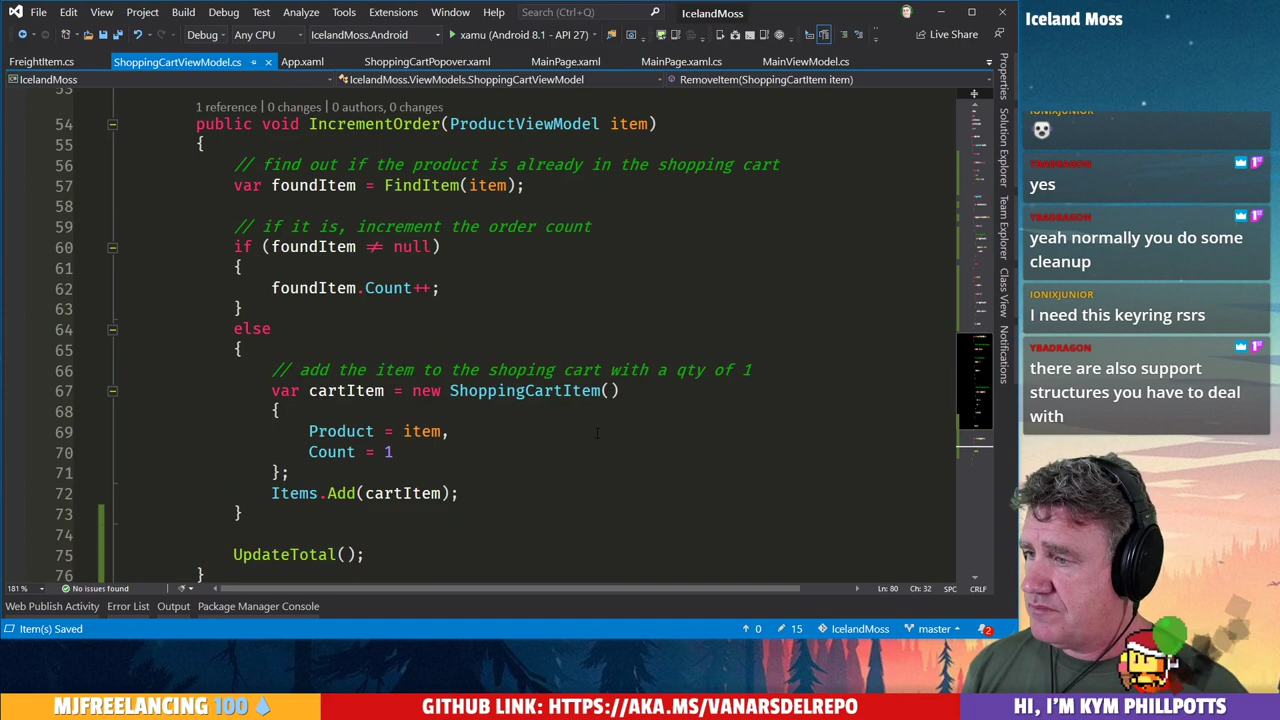 File Edit View Project Build Debug Test Analyze Tools Extensions Window Help Search (Ctrl+Q) IcelandMoss
Debug Any CPU IcelandMoss.Android xamu (Android 8.1 - API 27) Live Share
FreightItem.cs ShoppingCartViewModel.cs App.xaml ShoppingCartPopover.xaml MainPage.xaml MainPage.xaml.cs MainViewModel.cs
IcelandMoss IcelandMoss.ViewModels.ShoppingCartViewModel RemoveItem(ShoppingCartItem item)
53
1 reference | 0 changes | 0 authors, 0 changes
54 public void IncrementOrder(ProductViewModel item)
55 {
56 // find out if the product is already in the shopping cart
57 var foundItem = FindItem(item);
58
59 // if it is, increment the order count
60 if (foundItem ≠ null)
61 {
62 foundItem.Count++;
63 }
64 else
65 {
66 // add the item to the shoping cart with a qty of 1
67 var cartItem = new ShoppingCartItem()
68 {
69 Product = item,
70 Count = 1
71 };
72 Items.Add(cartItem);
73 }
74
75 UpdateTotal();
76 }
181 % No issues found Ln: 80 Ch: 32 SPC CRLF
Web Publish Activity Error List Output Package Manager Console
Item(s) Saved 0 15 IcelandMoss master 2
Properties
Solution Explorer
Team Explorer
Class View
Notifications
Iceland Moss
IONIXJUNIOR
YBADRAGON
yes
YBADRAGON
yeah normally you do some
cleanup
IONIXJUNIOR
I need this keyring rsrs
YBADRAGON
there are also support
structures you have to deal
with
MJFREELANCING 100
GITHUB LINK: HTTPS://AKA.MS/VANARSDELREPO
HI, I'M KYM PHILLPOTTS